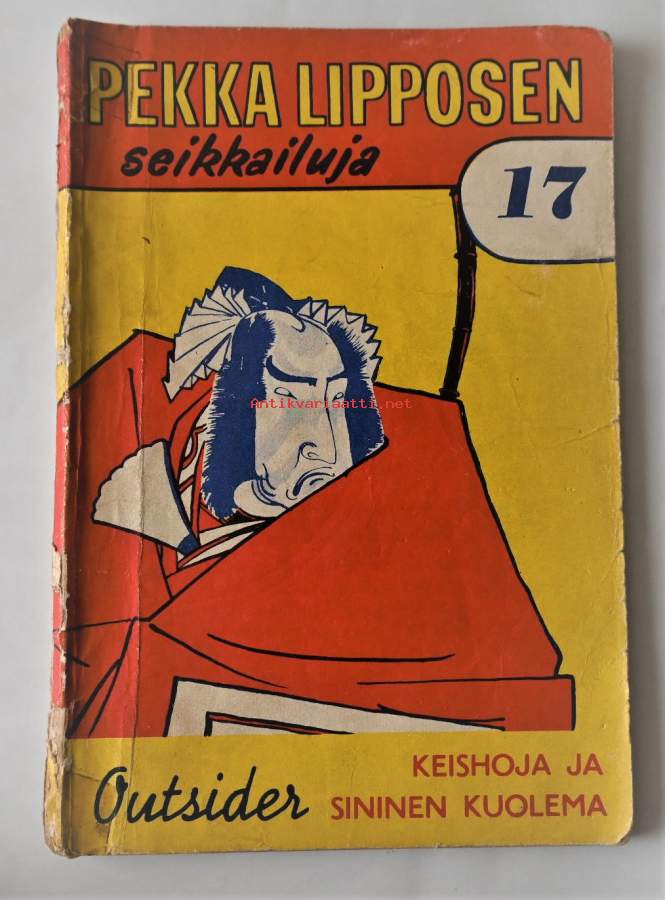 PEKKA LIPPOSEN
seikkailuja
17
Antikvariaatti.net
Outsider
KEISHOJA JA
SININEN KUOLEMA